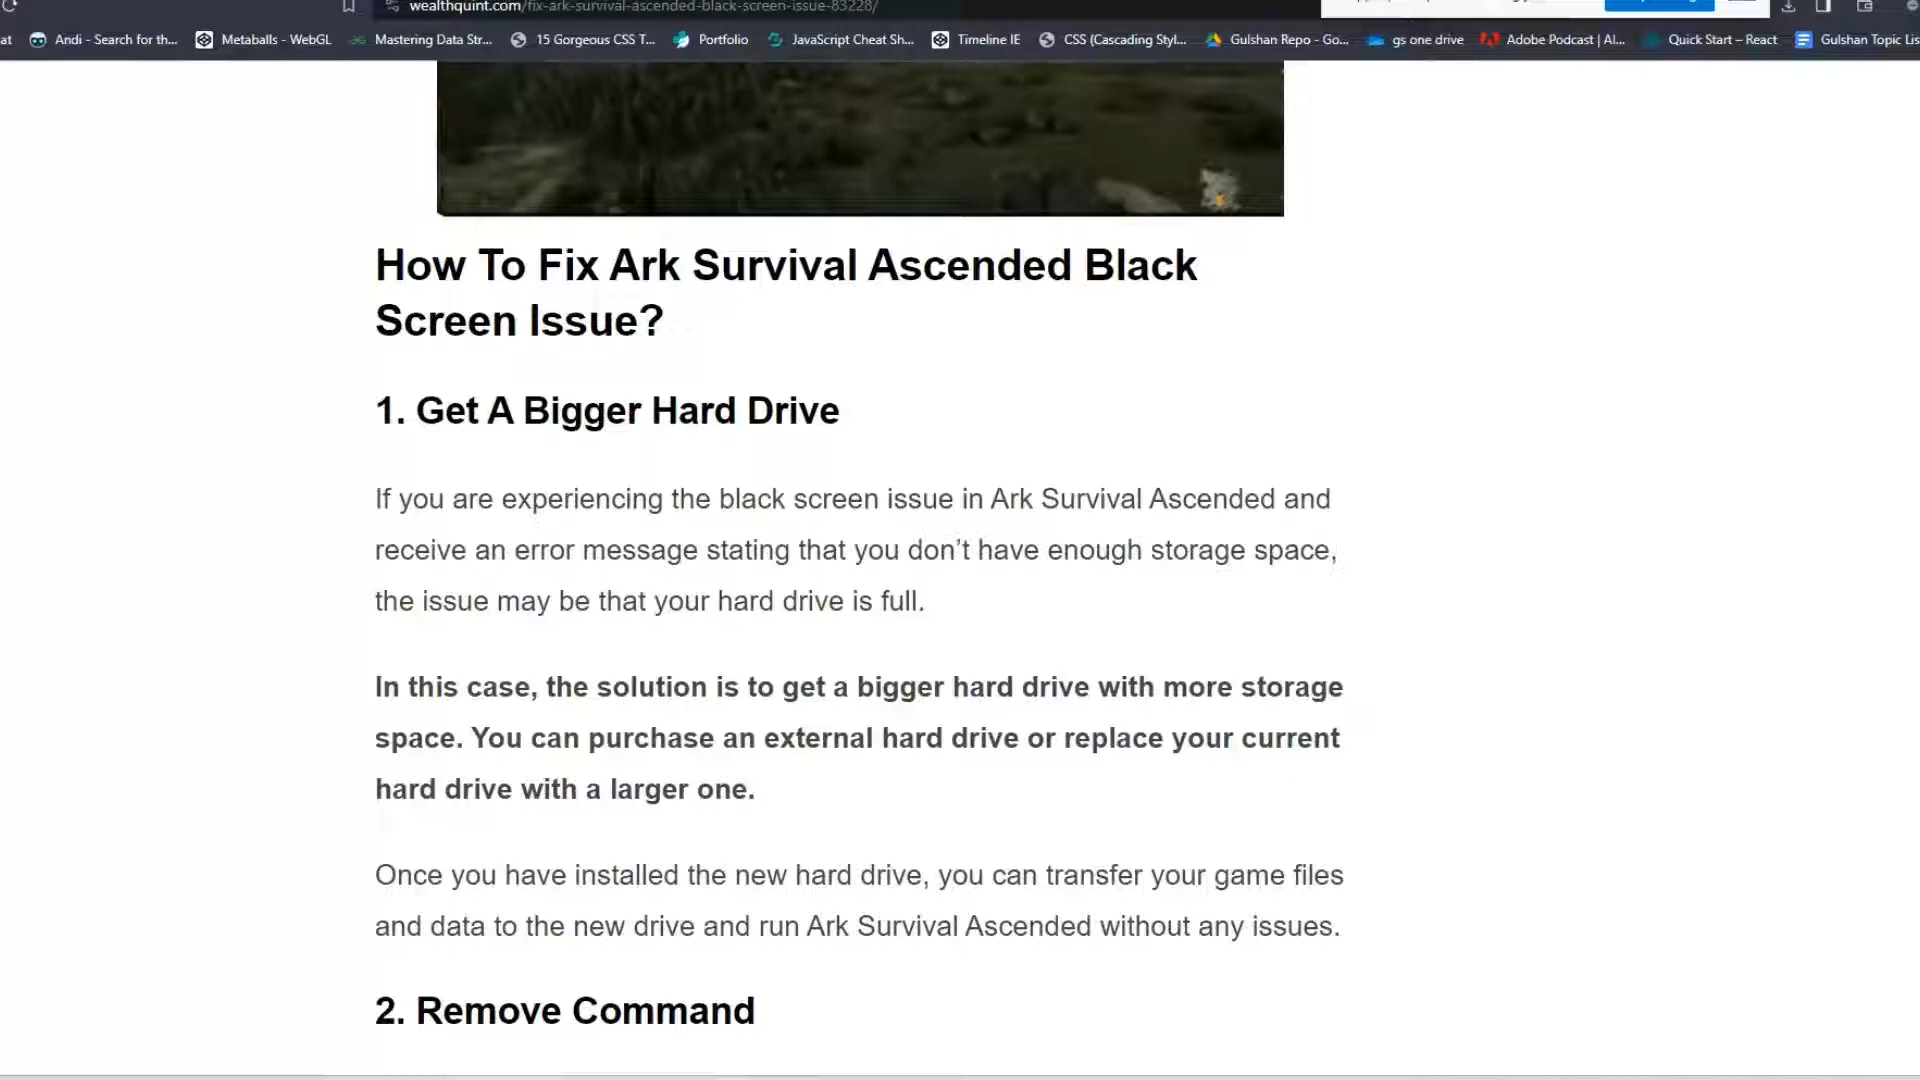 wealthquint.com/fix-ark-survival-ascended-black-screen-issue-83228/
at Andi - Search for th... Metaballs - WebGL Mastering Data Str... 15 Gorgeous CSS T... Portfolio JavaScript Cheat Sh... Timeline IE CSS (Cascading Styl... Gulshan Repo - Go... gs one drive Adobe Podcast | AI... Quick Start – React Gulshan Topic Lis
How To Fix Ark Survival Ascended Black
Screen Issue?
1. Get A Bigger Hard Drive
If you are experiencing the black screen issue in Ark Survival Ascended and
receive an error message stating that you don’t have enough storage space,
the issue may be that your hard drive is full.
In this case, the solution is to get a bigger hard drive with more storage
space. You can purchase an external hard drive or replace your current
hard drive with a larger one.
Once you have installed the new hard drive, you can transfer your game files
and data to the new drive and run Ark Survival Ascended without any issues.
2. Remove Command